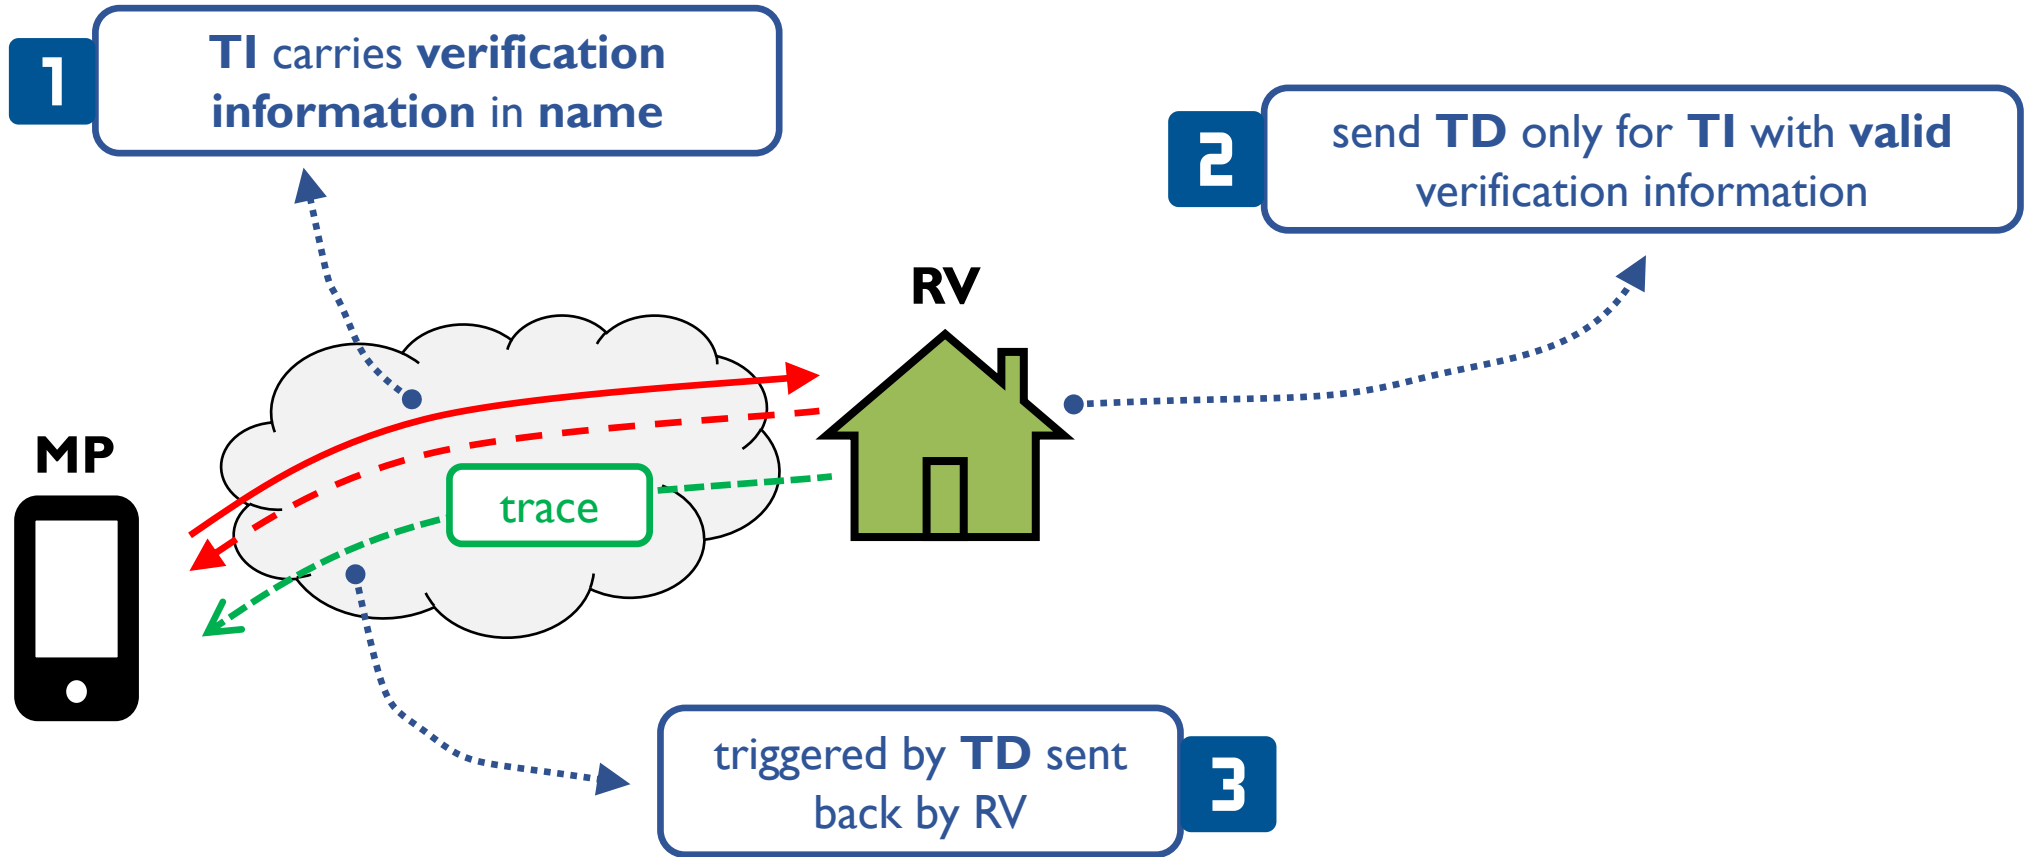 1
TI carries verification
information in name
2
send TD only for TI with valid
verification information
RV
MP
trace
triggered by TD sent
back by RV
3